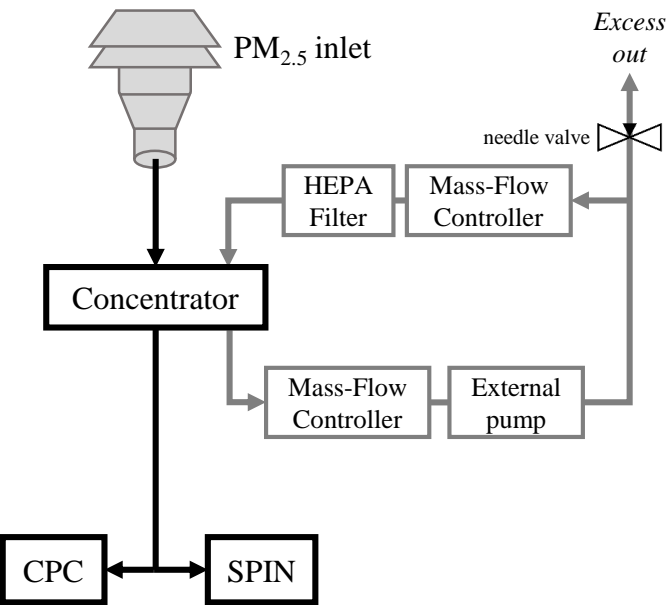 PM2.5 inlet
Excess
out
needle valve
HEPA
Filter
Mass-Flow
Controller
Concentrator
Mass-Flow
Controller
External
pump
CPC
SPIN